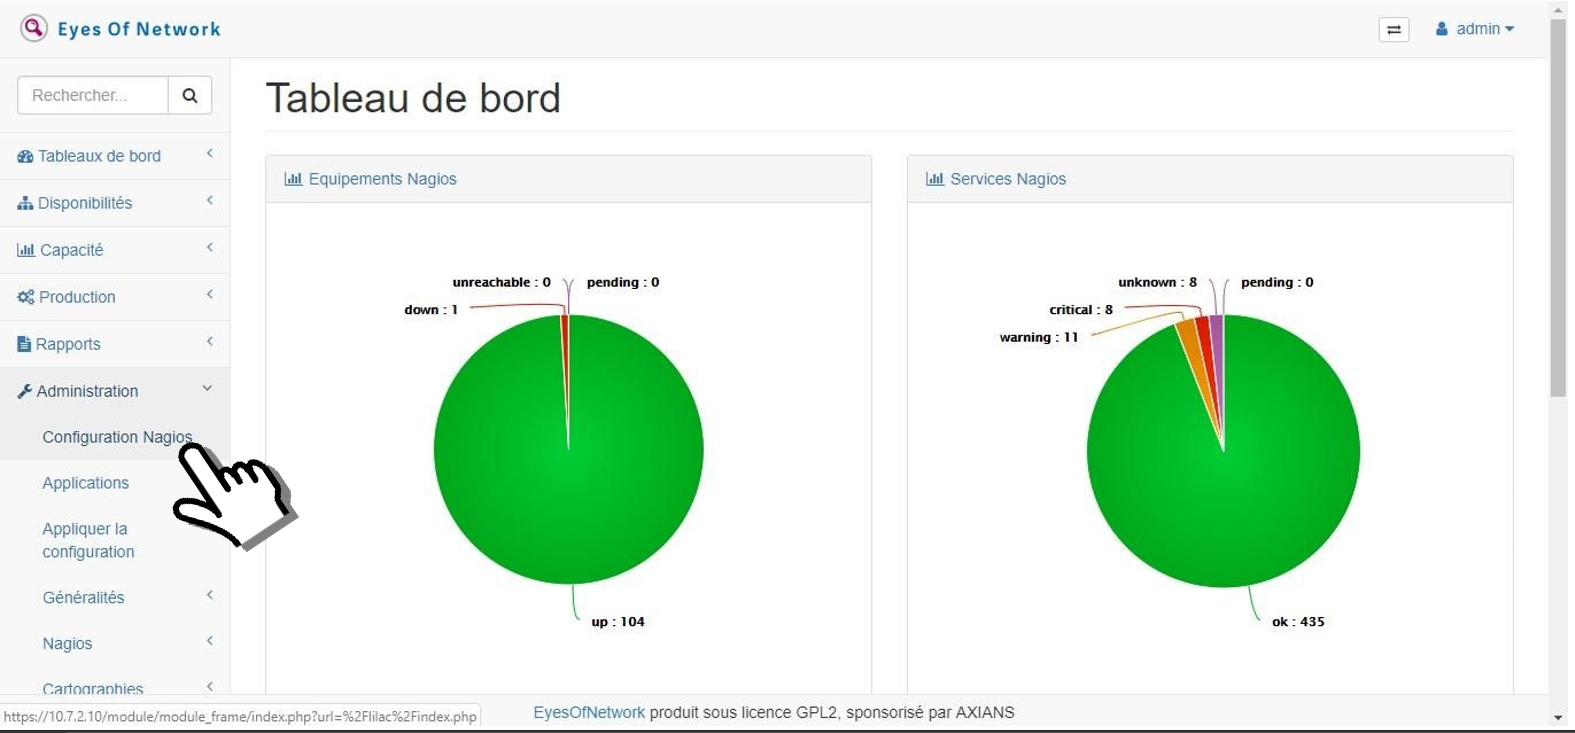 Eyes Of Network
admin
Rechercher...
Tableau de bord
Tableaux de bord
Disponibilités
Capacité
Production
Rapports
Administration
Configuration Nagios
Applications
Appliquer la
configuration
Généralités
Nagios
Cartographies
Equipements Nagios
unreachable : 0
pending : 0
down : 1
up : 104
Services Nagios
unknown : 8
pending : 0
critical : 8
warning : 11
ok : 435
https://10.7.2.10/module/module_frame/index.php?url=%2Flilac%2Findex.php
EyesOfNetwork produit sous licence GPL2, sponsorisé par AXIANS